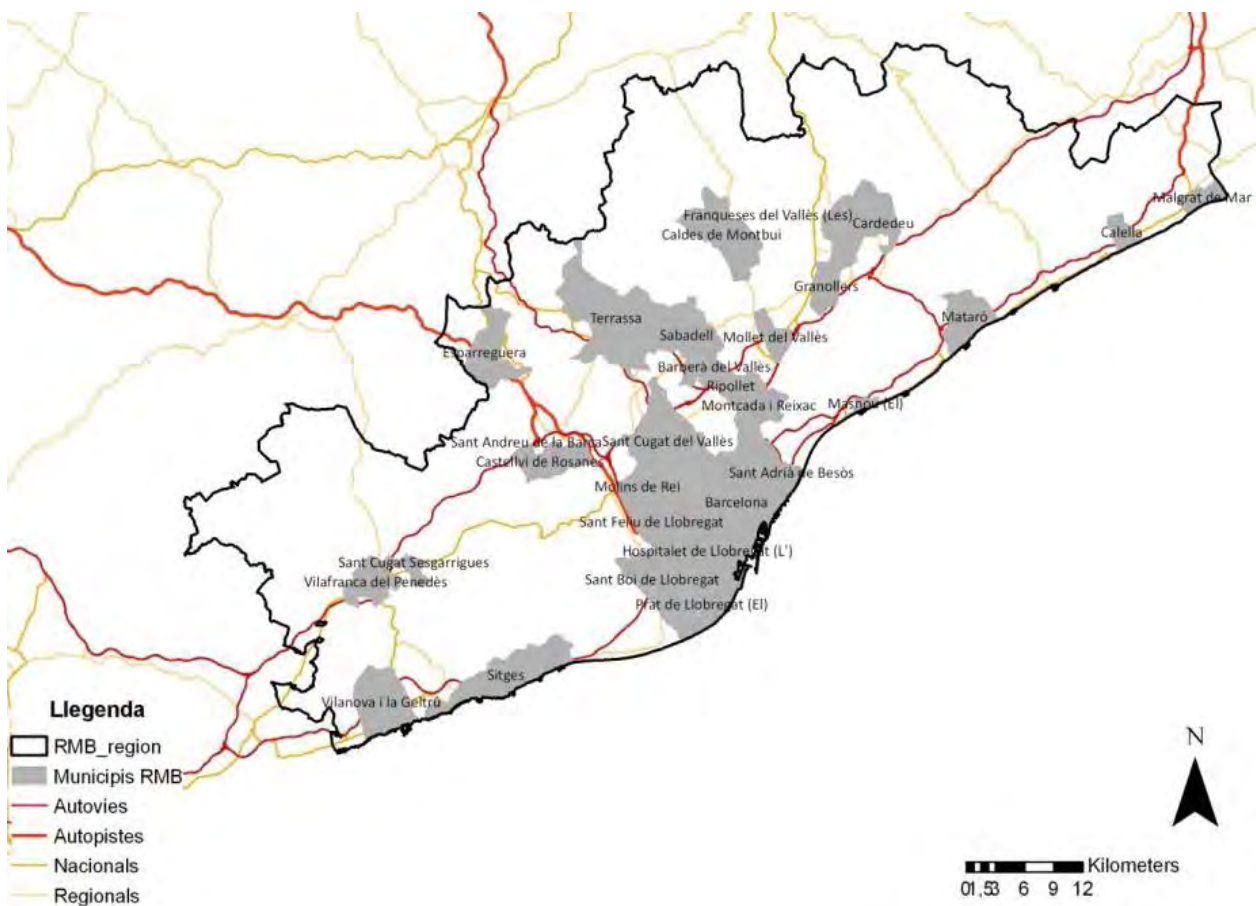 Malgrat de Mar
Franqueses del Vallès (Les)
Cardedeu
Caldes de Montbui
Calella
Granollers
Terrassa
Mataró
Sabadell
Mollet del Vallès
Esparreguera
Barberà del Vallès
Ripollet
Montcada i Reixac
Masnou (El)
Sant Andreu de la Barca
Sant Cugat del Vallès
Castellvi de Rosanes
Sant Adrià de Besòs
Molins de Rei
Barcelona
Sant Feliu de Llobregat
Hospitalet de Llobregat (L')
Sant Cugat Sesgarrigues
Vilafranca del Penedès
Sant Boi de Llobregat
Prat de Llobregat (El)
Sitges
Vilanova i la Geltrú
Llegenda
RMB_region
Municipis RMB
Autovies
Autopistes
Nacionals
Regionals
N
Kilometers
0 1,5 3 6 9 12